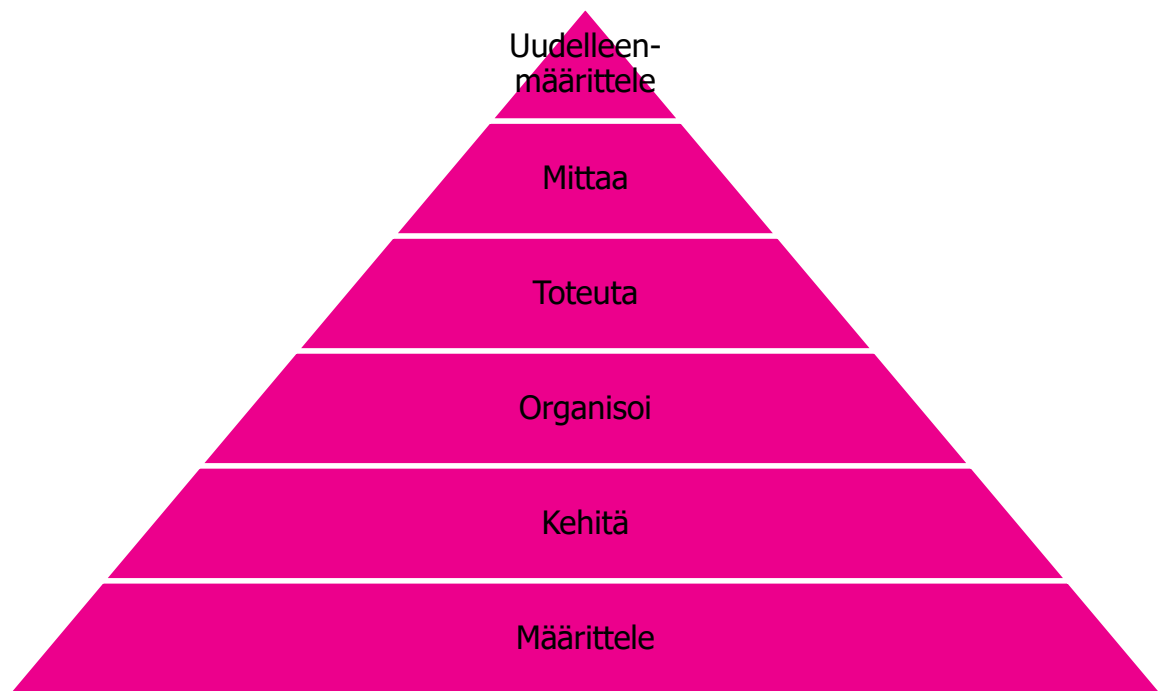 Uudelleen-
määrittele
Mittaa
Toteuta
Organisoi
Kehitä
Määrittele